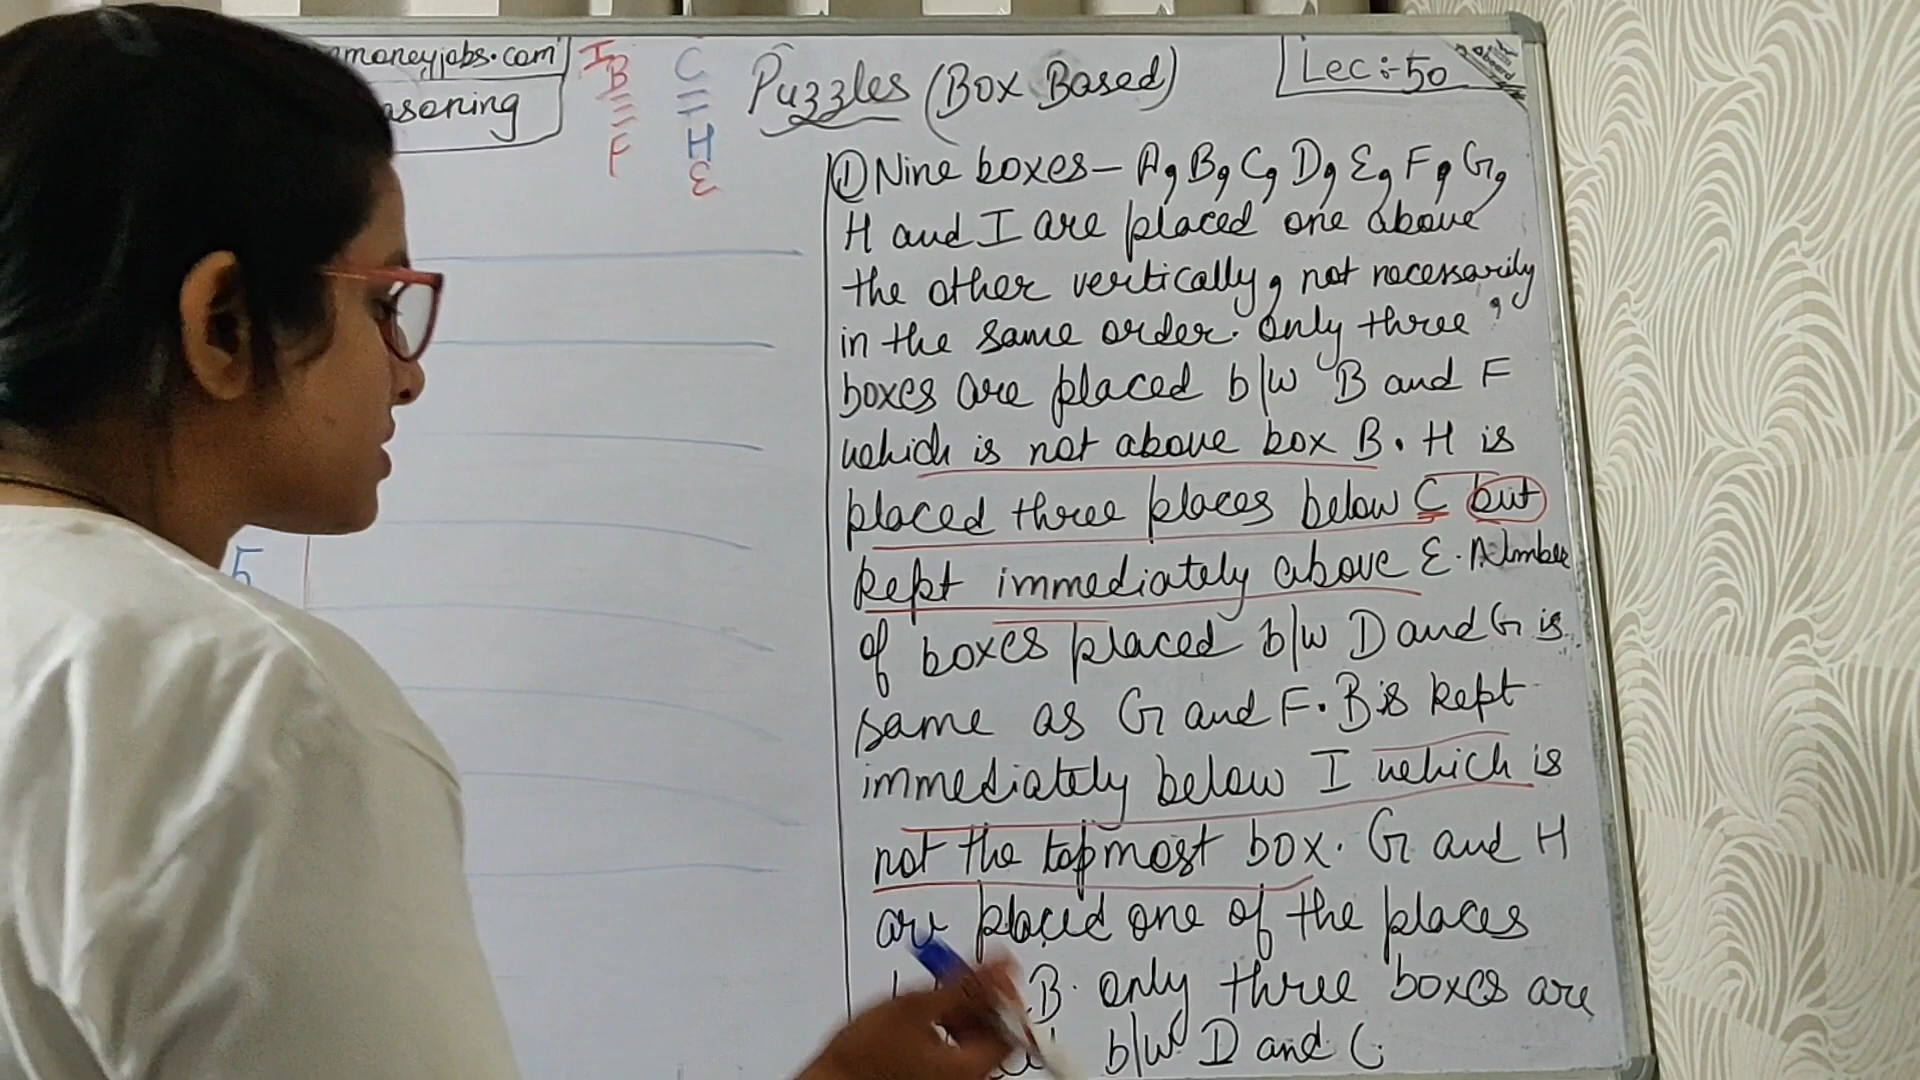 moneyjobs.com
asoning
I
B
F
C
H
E
Puzzles (Box Based)
Lec:-50
① Nine boxes- A, B, C, D, E, F, G,
H and I are placed one above
the other vertically, not necessarily
in the same order. Only three
boxes are placed b/w B and F
which is not above box B. H is
placed three places below C but
kept immediately above E. Number
of boxes placed b/w D and G is
same as G and F. B is kept
immediately below I which is
not the topmost box. G and H
are placed one of the places
B. only three boxes are
b/w D and
5